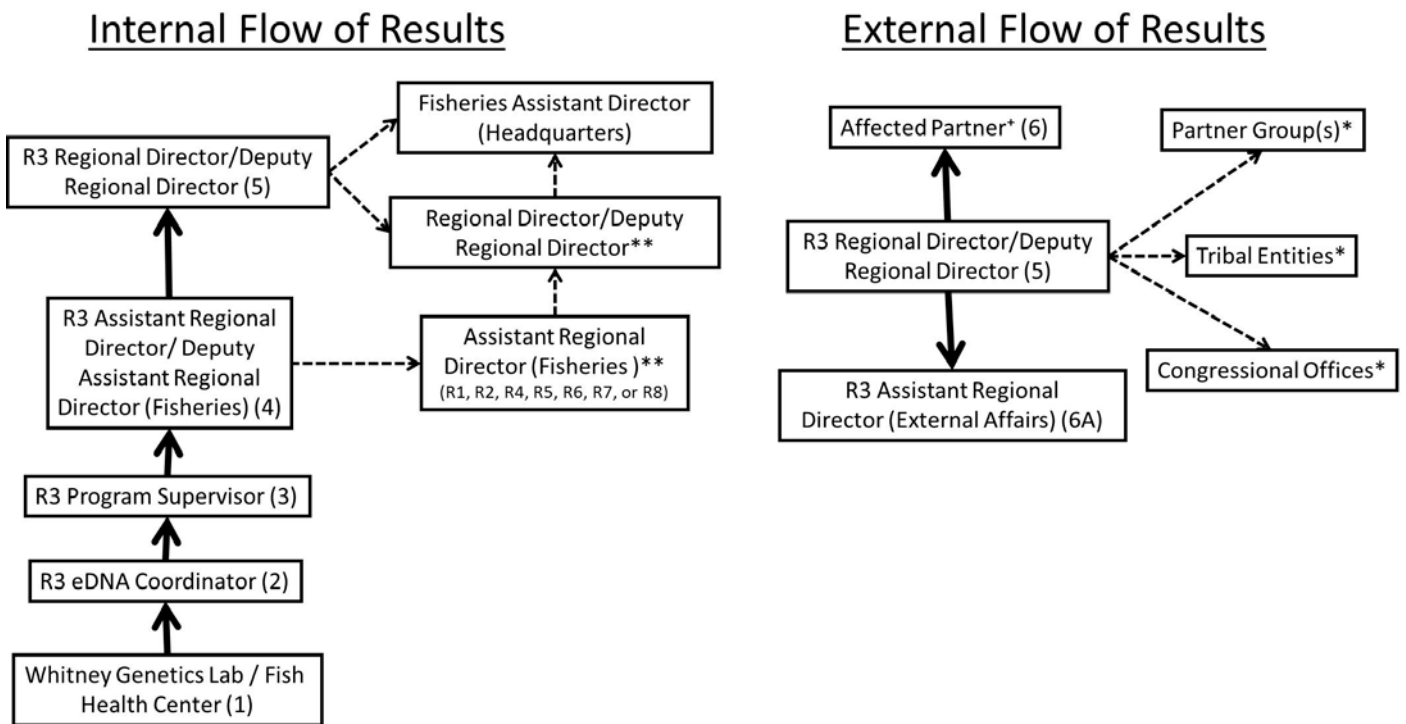 Internal Flow of Results
Fisheries Assistant Director
(Headquarters)
R3 Regional Director/Deputy
Regional Director (5)
Regional Director/Deputy
Regional Director**
R3 Assistant Regional
Director/ Deputy
Assistant Regional
Director (Fisheries) (4)
Assistant Regional
Director (Fisheries )**
(R1, R2, R4, R5, R6, R7, or R8)
R3 Program Supervisor (3)
R3 eDNA Coordinator (2)
Whitney Genetics Lab / Fish
Health Center (1)
External Flow of Results
Affected Partner⁺ (6)
Partner Group(s)*
R3 Regional Director/Deputy
Regional Director (5)
Tribal Entities*
Congressional Offices*
R3 Assistant Regional
Director (External Affairs) (6A)